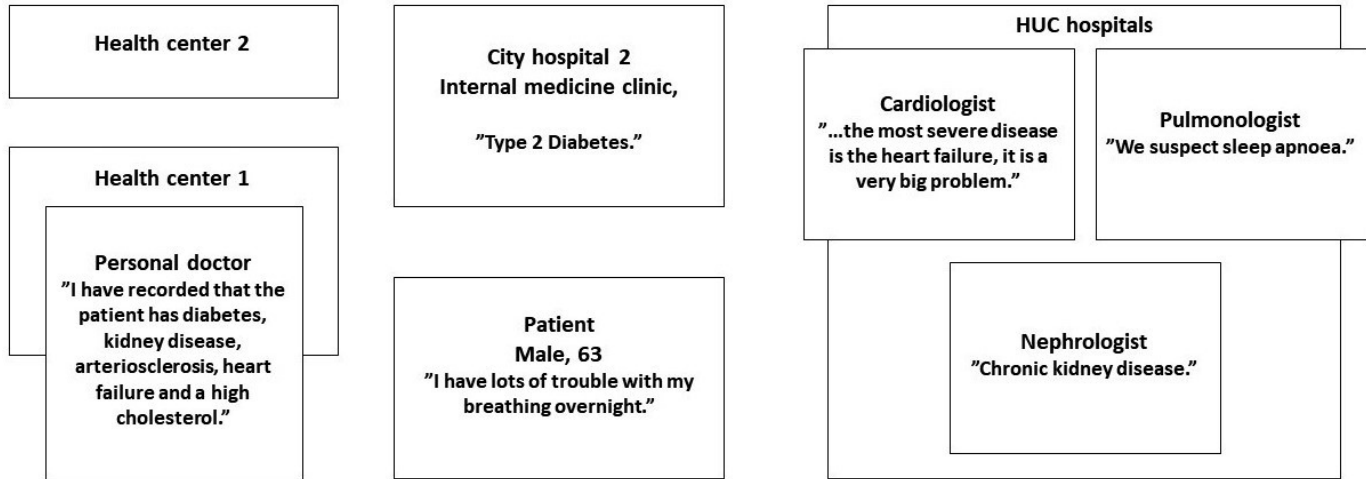 Health center 2
Health center 1
Personal doctor
”I have recorded that the
patient has diabetes,
kidney disease,
arteriosclerosis, heart
failure and a high
cholesterol.”
City hospital 2
Internal medicine clinic,
”Type 2 Diabetes.”
Patient
Male, 63
”I have lots of trouble with my
breathing overnight.”
HUC hospitals
Cardiologist
”...the most severe disease
is the heart failure, it is a
very big problem.”
Pulmonologist
”We suspect sleep apnoea.”
Nephrologist
”Chronic kidney disease.”